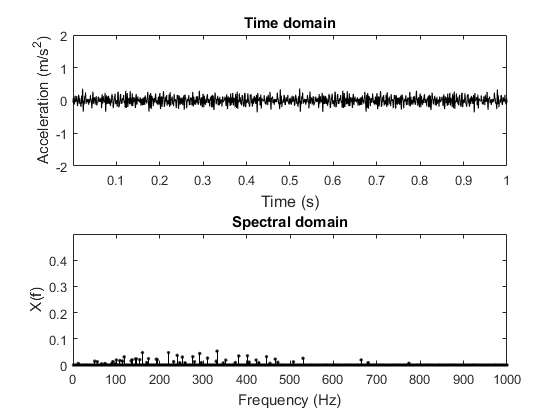 Time domain
2
1
0
-1
-2
Acceleration (m/s²)
0.1 0.2 0.3 0.4 0.5 0.6 0.7 0.8 0.9 1
Time (s)
Spectral domain
0.4
0.3
0.2
0.1
0
X(f)
0 100 200 300 400 500 600 700 800 900 1000
Frequency (Hz)